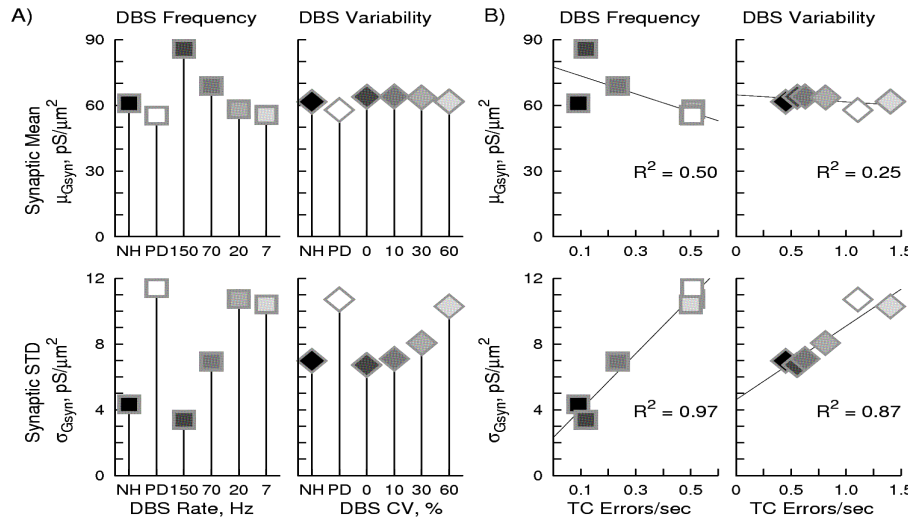 A)
DBS Frequency
DBS Variability
B)
DBS Frequency
DBS Variability
Synaptic Mean
μGsyn, pS/μm²
90
60
30
0
NH PD 150 70 20 7
NH PD 0 10 30 60
μGsyn, pS/μm²
90
60
30
0
R² = 0.50
0.1 0.3 0.5
R² = 0.25
0 0.5 1.0 1.5
Synaptic STD
σGsyn, pS/μm²
12
8
4
0
NH PD 150 70 20 7
DBS Rate, Hz
NH PD 0 10 30 60
DBS CV, %
σGsyn, pS/μm²
12
8
4
0
R² = 0.97
0.1 0.3 0.5
TC Errors/sec
R² = 0.87
0 0.5 1.0 1.5
TC Errors/sec